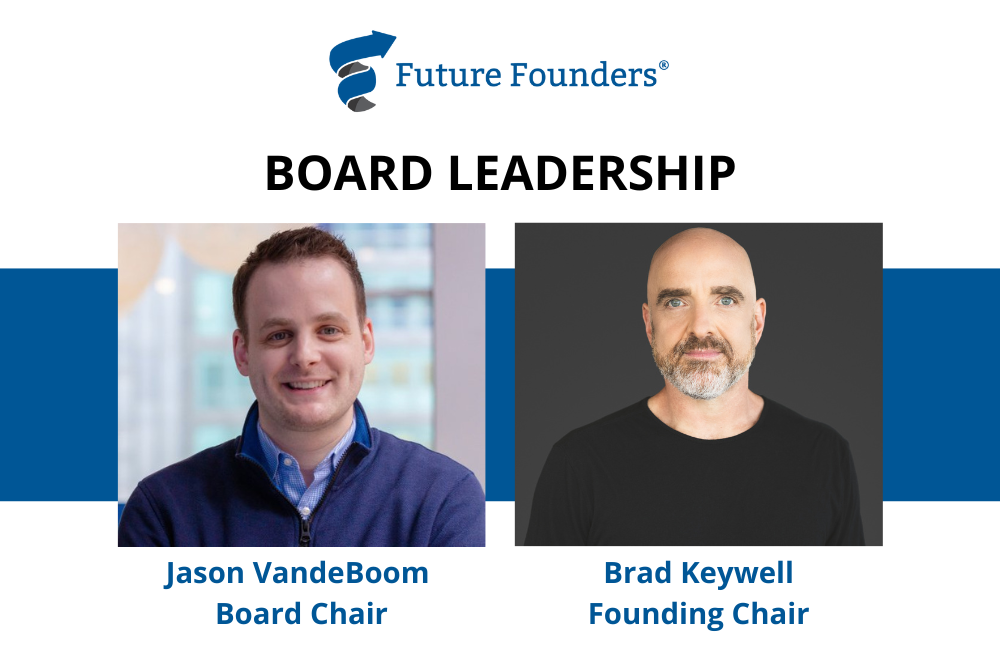 Future Founders®
BOARD LEADERSHIP
Jason VandeBoom
Board Chair
Brad Keywell
Founding Chair